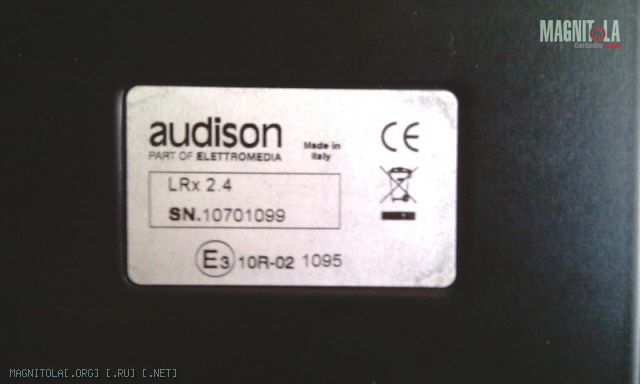 MAGNITOLA
audison
PART OF ELETTROMEDIA
Made in
Italy
CE
LRx 2.4
SN.10701099
E3 10R-02 1095
MAGNITOLA[.ORG] [.RU] [.NET]